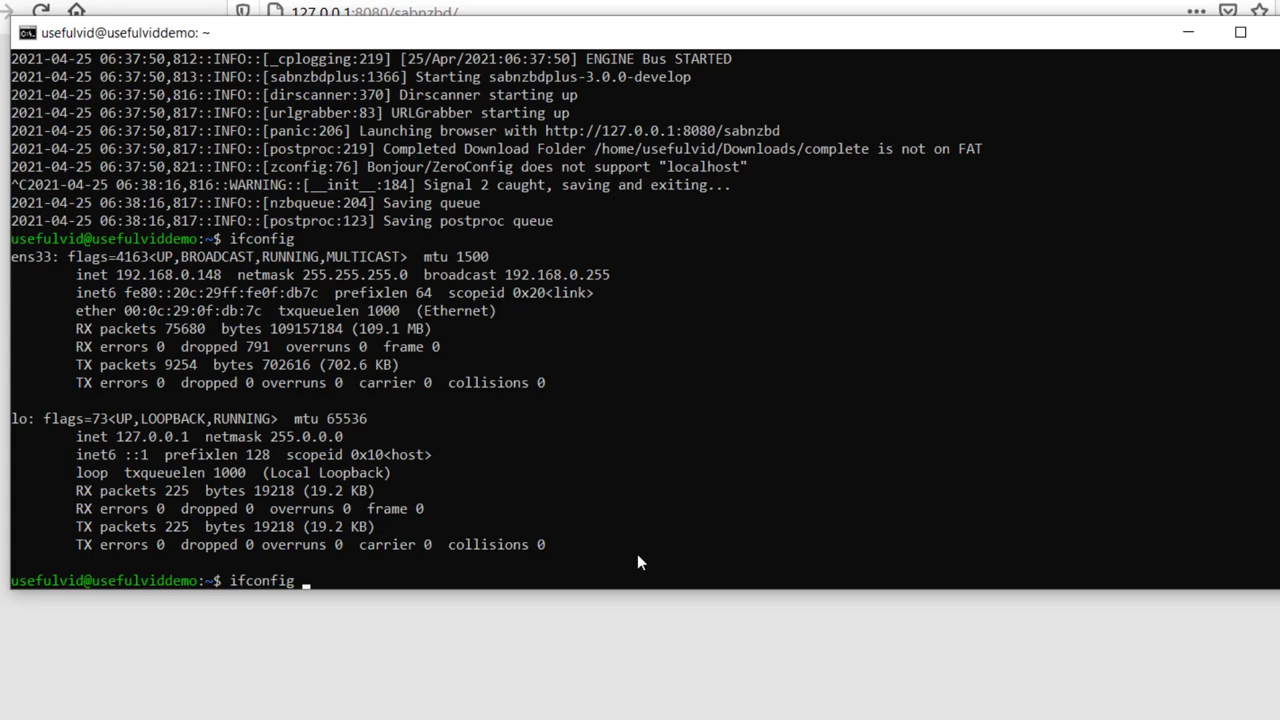 127.0.0.1:8080/sabnzbd/
usefulvid@usefulviddemo: ~
2021-04-25 06:37:50,812::INFO::[_cplogging:219] [25/Apr/2021:06:37:50] ENGINE Bus STARTED
2021-04-25 06:37:50,813::INFO::[sabnzbdplus:1366] Starting sabnzbdplus-3.0.0-develop
2021-04-25 06:37:50,816::INFO::[dirscanner:370] Dirscanner starting up
2021-04-25 06:37:50,817::INFO::[urlgrabber:83] URLGrabber starting up
2021-04-25 06:37:50,817::INFO::[panic:206] Launching browser with http://127.0.0.1:8080/sabnzbd
2021-04-25 06:37:50,817::INFO::[postproc:219] Completed Download Folder /home/usefulvid/Downloads/complete is not on FAT
2021-04-25 06:37:50,821::INFO::[zconfig:76] Bonjour/ZeroConfig does not support "localhost"
^C2021-04-25 06:38:16,816::WARNING::[__init__:184] Signal 2 caught, saving and exiting...
2021-04-25 06:38:16,817::INFO::[nzbqueue:204] Saving queue
2021-04-25 06:38:16,817::INFO::[postproc:123] Saving postproc queue
usefulvid@usefulviddemo:~$ ifconfig
ens33: flags=4163<UP,BROADCAST,RUNNING,MULTICAST>  mtu 1500
inet 192.168.0.148  netmask 255.255.255.0  broadcast 192.168.0.255
inet6 fe80::20c:29ff:fe0f:db7c  prefixlen 64  scopeid 0x20<link>
ether 00:0c:29:0f:db:7c  txqueuelen 1000  (Ethernet)
RX packets 75680  bytes 109157184 (109.1 MB)
RX errors 0  dropped 791  overruns 0  frame 0
TX packets 9254  bytes 702616 (702.6 KB)
TX errors 0  dropped 0 overruns 0  carrier 0  collisions 0
lo: flags=73<UP,LOOPBACK,RUNNING>  mtu 65536
inet 127.0.0.1  netmask 255.0.0.0
inet6 ::1  prefixlen 128  scopeid 0x10<host>
loop  txqueuelen 1000  (Local Loopback)
RX packets 225  bytes 19218 (19.2 KB)
RX errors 0  dropped 0  overruns 0  frame 0
TX packets 225  bytes 19218 (19.2 KB)
TX errors 0  dropped 0 overruns 0  carrier 0  collisions 0
usefulvid@usefulviddemo:~$ ifconfig